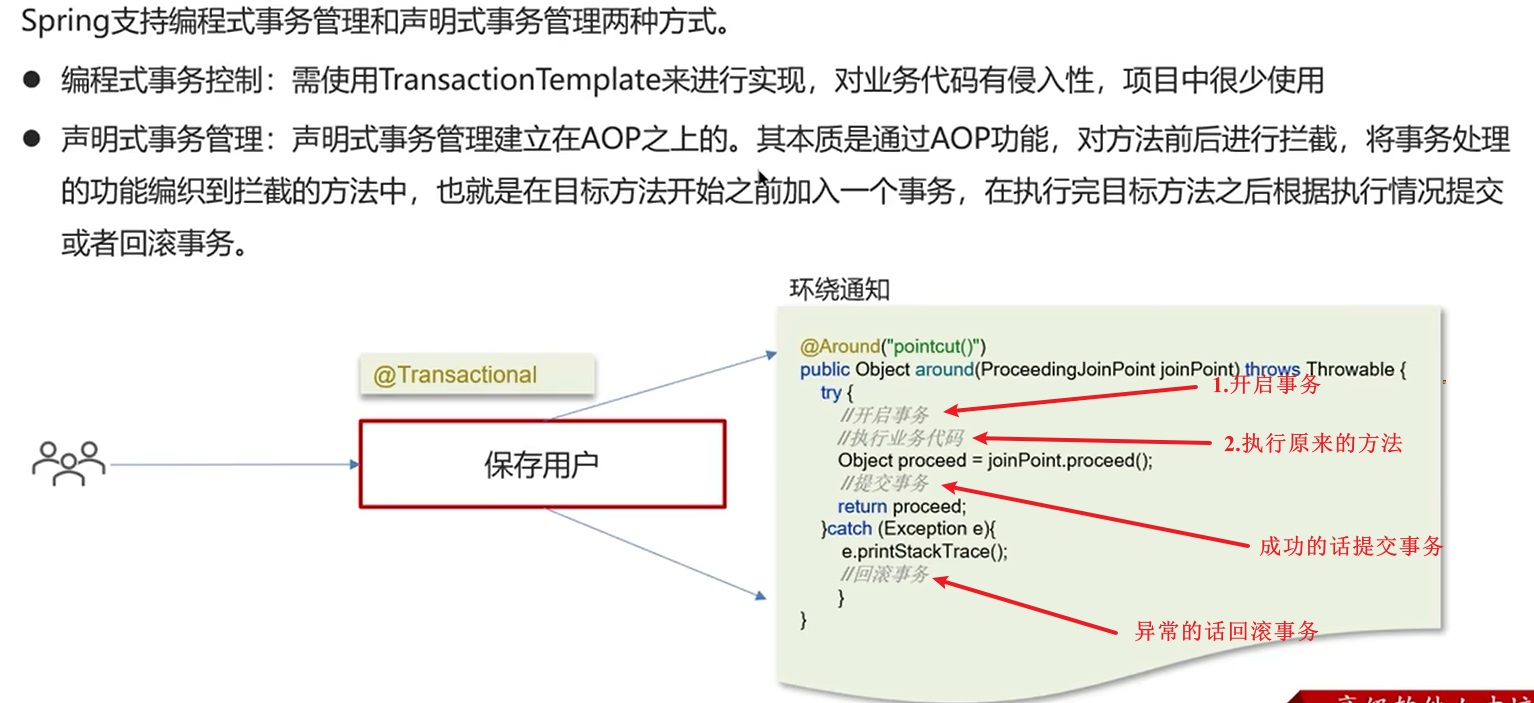 Spring支持编程式事务管理和声明式事务管理两种方式。
● 编程式事务控制：需使用TransactionTemplate来进行实现，对业务代码有侵入性，项目中很少使用
● 声明式事务管理：声明式事务管理建立在AOP之上的。其本质是通过AOP功能，对方法前后进行拦截，将事务处理
的功能编织到拦截的方法中，也就是在目标方法开始之前加入一个事务，在执行完目标方法之后根据执行情况提交
或者回滚事务。
环绕通知
@Transactional
保存用户
@Around("pointcut()")
public Object around(ProceedingJoinPoint joinPoint) throws Throwable {
try {
//开启事务
//执行业务代码
Object proceed = joinPoint.proceed();
//提交事务
return proceed;
}catch (Exception e){
e.printStackTrace();
//回滚事务
}
}
1.开启事务
2.执行原来的方法
成功的话提交事务
异常的话回滚事务